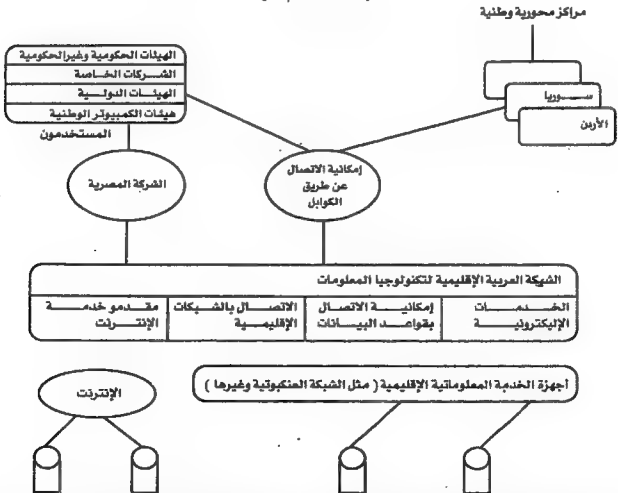 مراكز محورية وطنية
الهيئات الحكومية وغيرالحكومية
الشركات الخاصة
الهيئات الدولية
هيئات الكمبيوتر الوطنية
المستخدمون
سوريا
الأردن
الشركة المصرية
إمكانية الاتصال
عن طريق
الكوابل
الشبكة العربية الإقليمية لتكنولوجيا المعلومات
الخدمات
الإليكترونية
إمكانية الاتصال
بقواعد البيانات
الاتصال بالشبكات
الإقليمية
مقدمو خدمة
الإنترنت
أجهزة الخدمة المعلوماتية الإقليمية ( مثل الشبكة العنكبوتية وغيرها )
الإنترنت